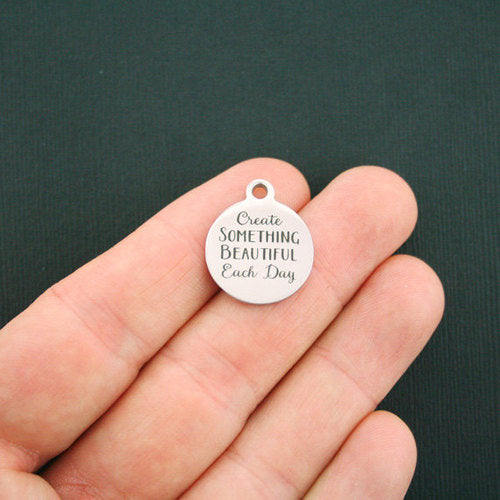 Create
SOMETHING
BEAUTIFUL
Each Day